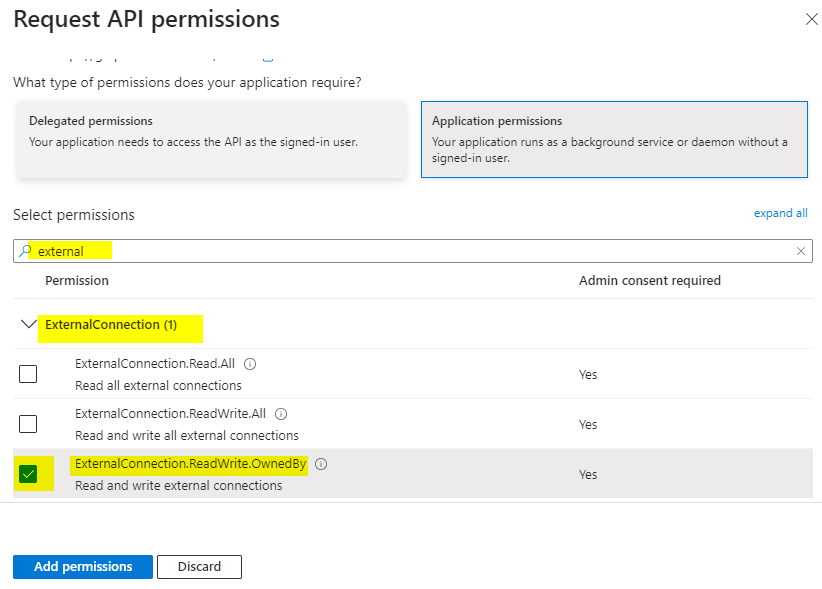 Request API permissions
What type of permissions does your application require?
Delegated permissions
Your application needs to access the API as the signed-in user.
Application permissions
Your application runs as a background service or daemon without a
signed-in user.
Select permissions
expand all
external
Permission
Admin consent required
ExternalConnection (1)
ExternalConnection.Read.All
Read all external connections
Yes
ExternalConnection.ReadWrite.All
Read and write all external connections
Yes
ExternalConnection.ReadWrite.OwnedBy
Read and write external connections
Yes
Add permissions
Discard